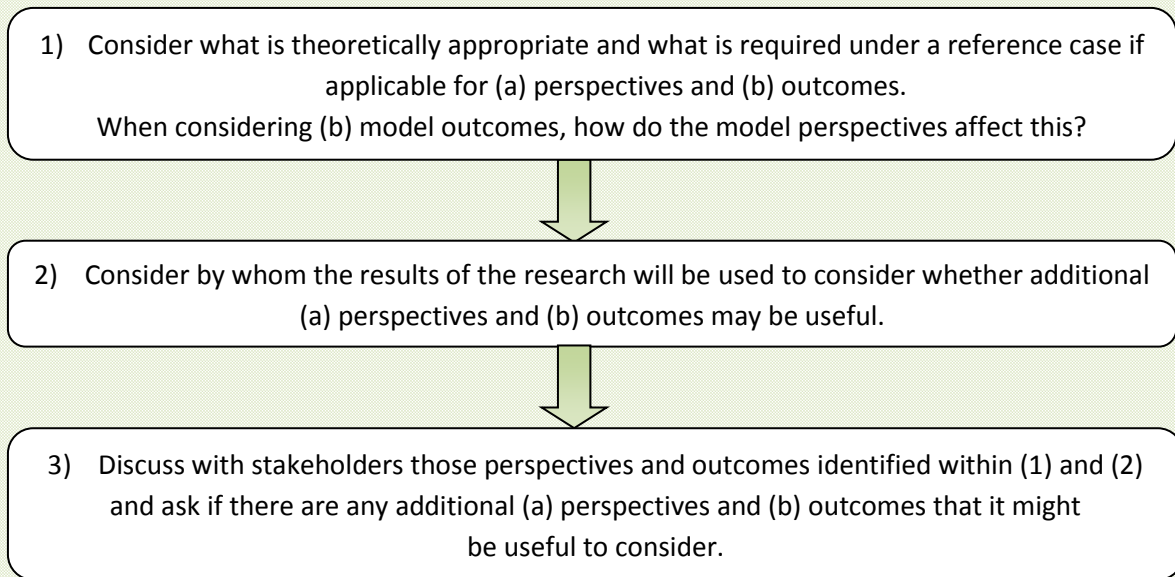 1) Consider what is theoretically appropriate and what is required under a reference case if
applicable for (a) perspectives and (b) outcomes.
When considering (b) model outcomes, how do the model perspectives affect this?
2) Consider by whom the results of the research will be used to consider whether additional
(a) perspectives and (b) outcomes may be useful.
3) Discuss with stakeholders those perspectives and outcomes identified within (1) and (2)
and ask if there are any additional (a) perspectives and (b) outcomes that it might
be useful to consider.